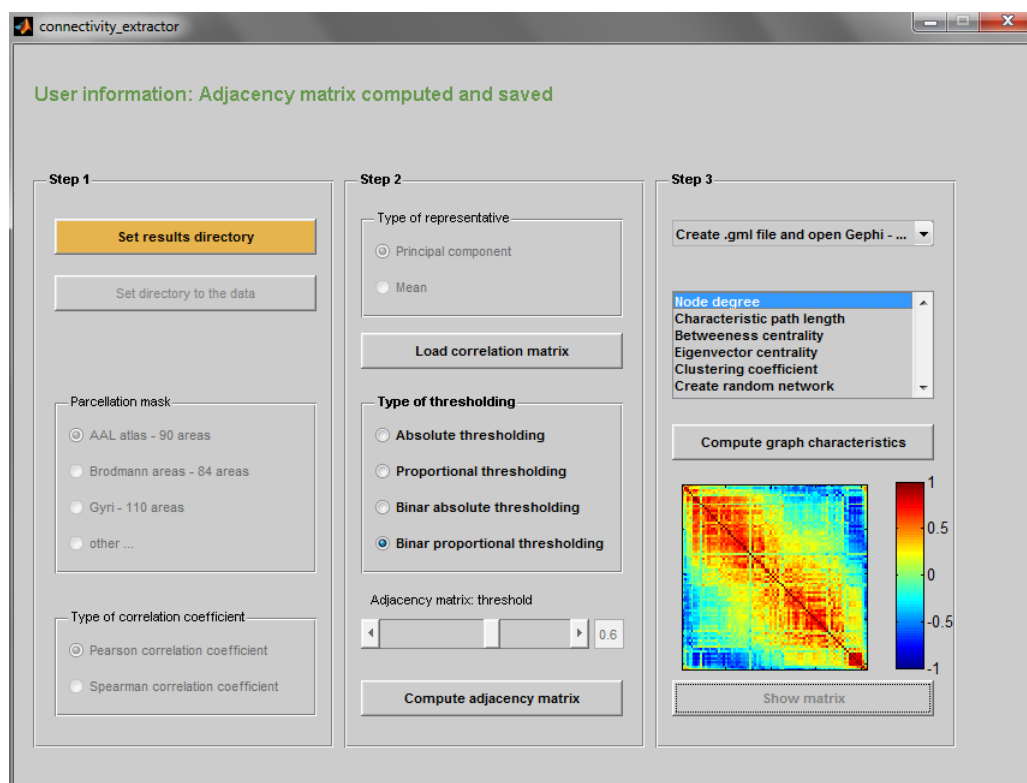 connectivity_extractor
User information: Adjacency matrix computed and saved
Step 1
Set results directory
Set directory to the data
Parcellation mask
AAL atlas - 90 areas
Brodmann areas - 84 areas
Gyri - 110 areas
other ...
Type of correlation coefficient
Pearson correlation coefficient
Spearman correlation coefficient
Step 2
Type of representative
Principal component
Mean
Load correlation matrix
Type of thresholding
Absolute thresholding
Proportional thresholding
Binar absolute thresholding
Binar proportional thresholding
Adjacency matrix: threshold
0.6
Compute adjacency matrix
Step 3
Create .gml file and open Gephi - ...
Node degree
Characteristic path length
Betweeness centrality
Eigenvector centrality
Clustering coefficient
Create random network
Compute graph characteristics
1
0.5
0
-0.5
-1
Show matrix